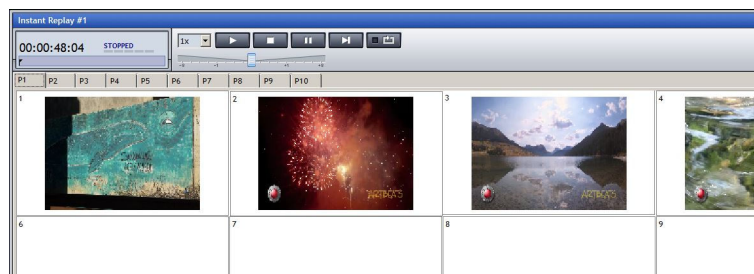 Instant Replay #1
00:00:48:04 STOPPED
1x
P1 P2 P3 P4 P5 P6 P7 P8 P9 P10
1 2 3 4
ARTBEATS ARTBEATS
6 7 8 9